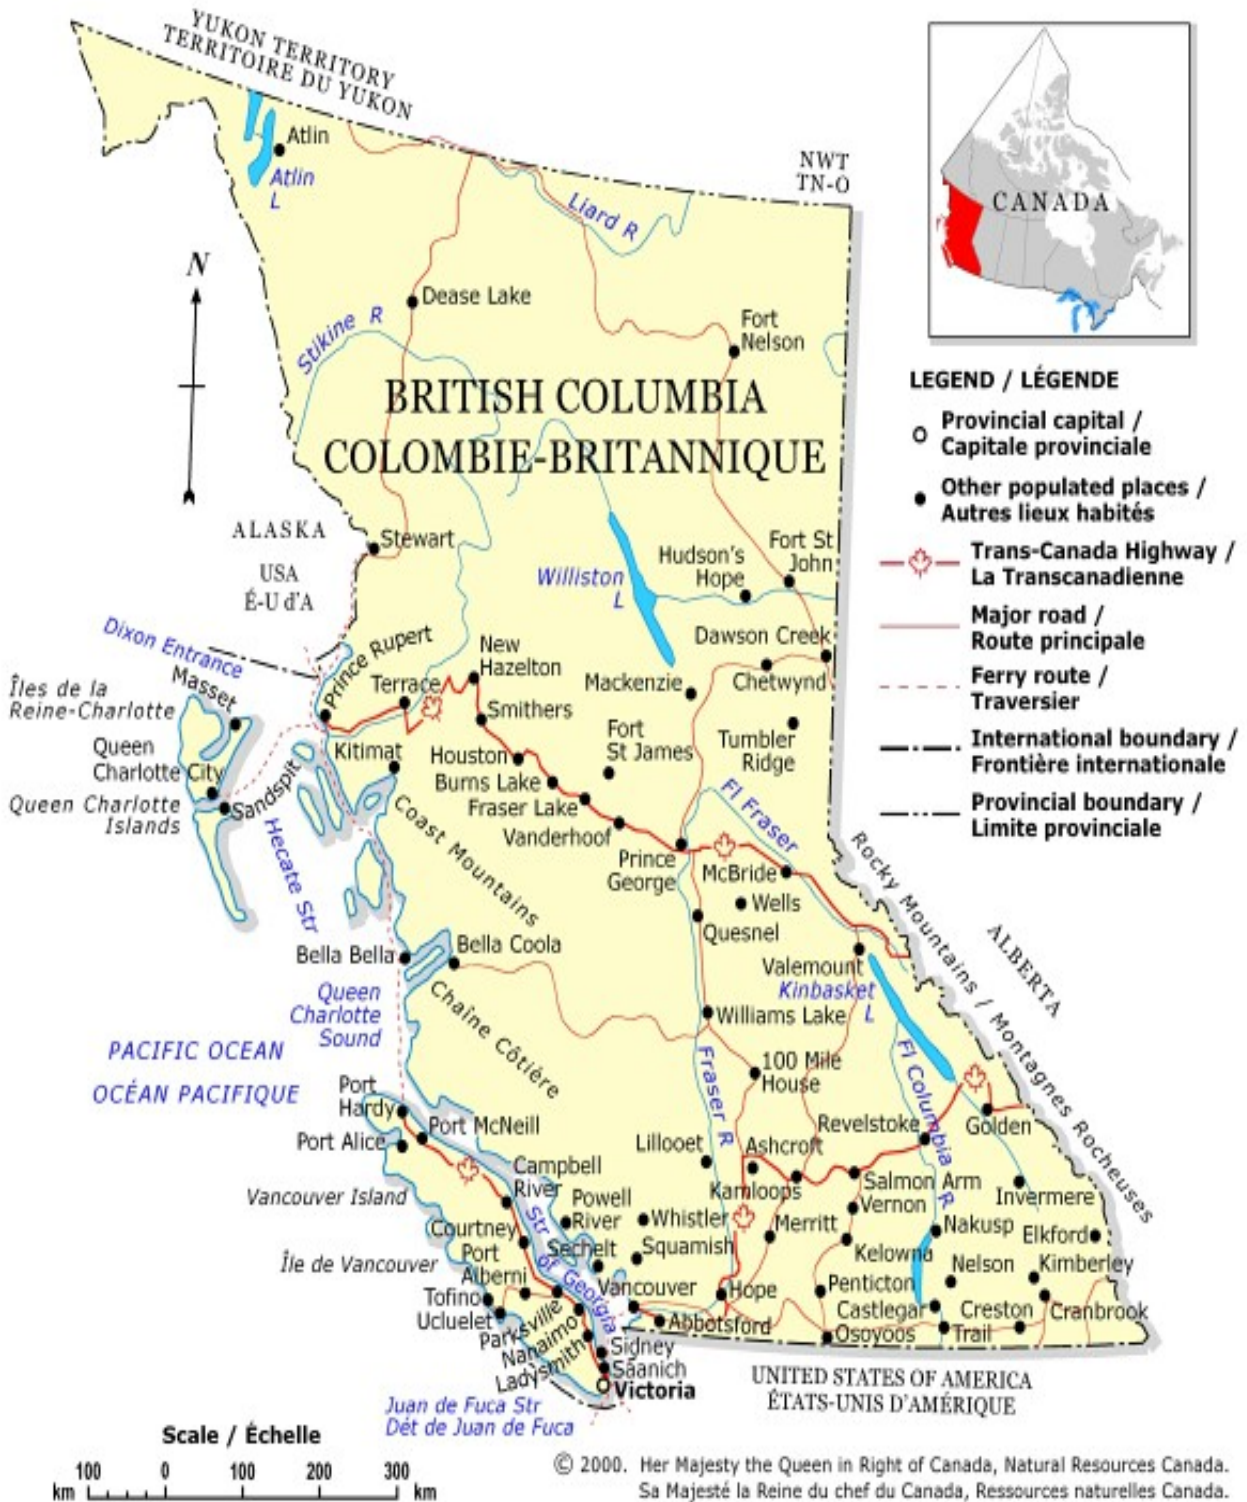 YUKON TERRITORY
TERRITOIRE DU YUKON
NWT
TN-O
CANADA
Atlin
Atlin
L
Liard R
N
Dease Lake
Stikine R
Fort
Nelson
BRITISH COLUMBIA
COLOMBIE-BRITANNIQUE
LEGEND / LÉGENDE
Provincial capital /
Capitale provinciale
Other populated places /
Autres lieux habités
Trans-Canada Highway /
La Transcanadienne
Major road /
Route principale
Ferry route /
Traversier
International boundary /
Frontière internationale
Provincial boundary /
Limite provinciale
ALASKA
USA
É-U d'A
Stewart
Hudson's
Hope
Fort St
John
Williston
L
Dixon Entrance
Masset
Îles de la
Reine-Charlotte
Queen
Charlotte City
Queen Charlotte
Islands
Sandspit
Hecate Str
Prince Rupert
Terrace
New
Hazelton
Smithers
Kitimat
Houston
Burns Lake
Fraser Lake
Vanderhoof
Fort
St James
Mackenzie
Dawson Creek
Chetwynd
Tumbler
Ridge
Coast Mountains
Prince
George
Fl Fraser
McBride
Wells
Quesnel
Rocky Mountains / Montagnes Rocheuses
ALBERTA
Bella Bella
Bella Coola
Queen
Charlotte
Sound
Chaîne Côtière
Valemount
Kinbasket
L
Williams Lake
PACIFIC OCEAN
OCÉAN PACIFIQUE
100 Mile
House
Fraser R
Fl Columbia R
Port
Hardy
Port McNeill
Port Alice
Revelstoke
Golden
Lillooet
Ashcroft
Kamloops
Salmon Arm
Vernon
Invermere
Vancouver Island
Campbell
River
Powell
River
Whistler
Merritt
Nakusp
Elkford
Courtney
Str of Georgia
Sechelt
Squamish
Kelowna
Nelson
Kimberley
Île de Vancouver
Port
Alberni
Vancouver
Hope
Penticton
Castlegar
Creston
Cranbrook
Tofino
Ucluelet
Parksville
Nanaimo
Ladysmith
Abbotsford
Osoyoos
Trail
Sidney
Saanich
Victoria
UNITED STATES OF AMERICA
ÉTATS-UNIS D'AMÉRIQUE
Juan de Fuca Str
Dét de Juan de Fuca
Scale / Échelle
100 0 100 200 300
km km
© 2000. Her Majesty the Queen in Right of Canada, Natural Resources Canada.
Sa Majesté la Reine du chef du Canada, Ressources naturelles Canada.